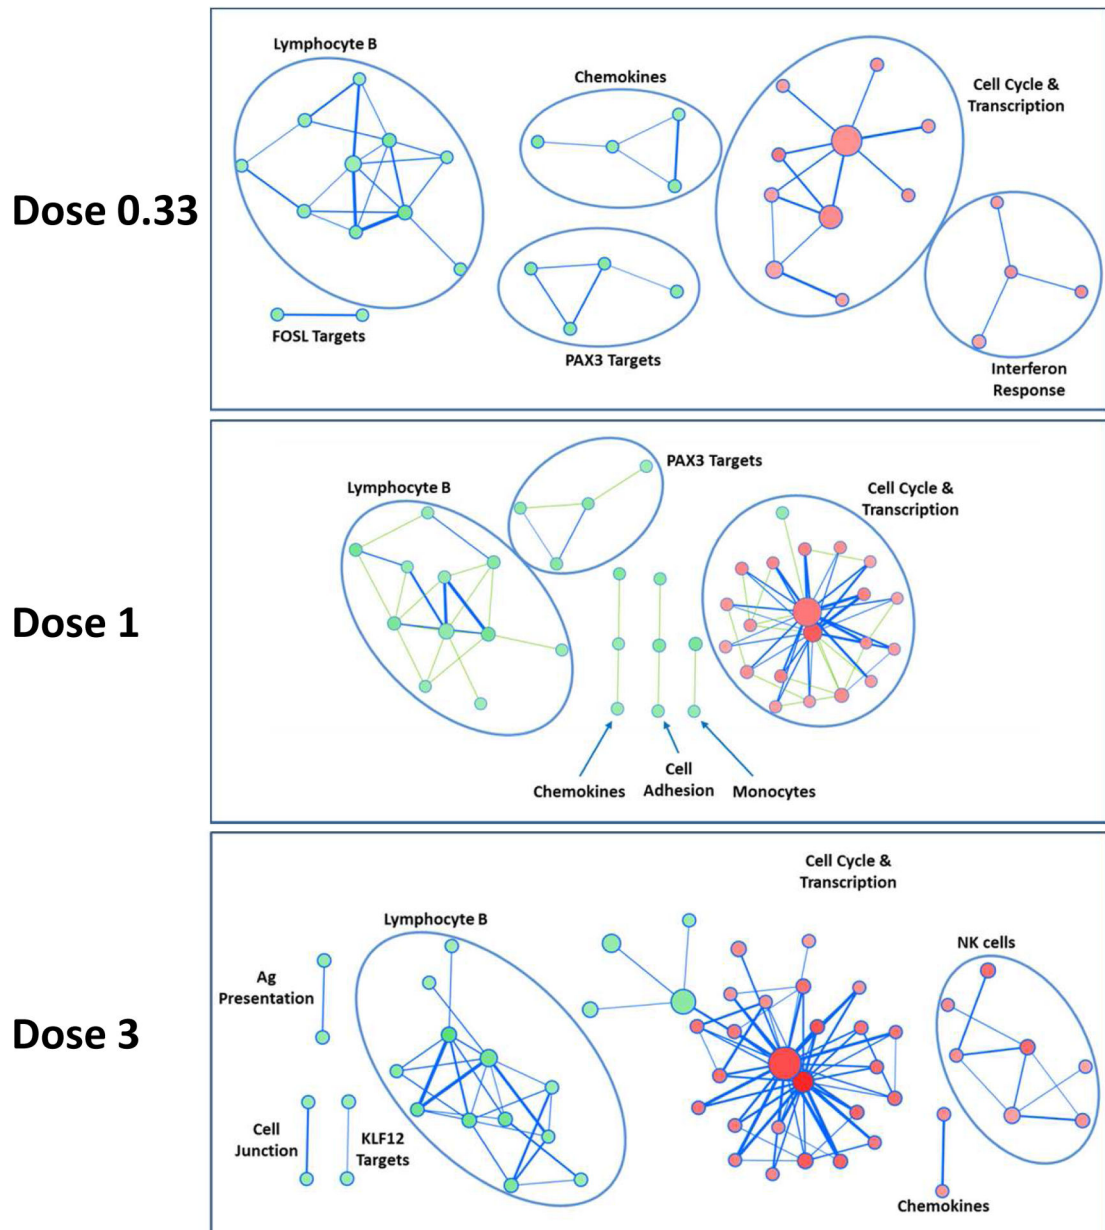 Dose 0.33
Lymphocyte B
Chemokines
Cell Cycle &
Transcription
FOSL Targets
PAX3 Targets
Interferon
Response
Dose 1
PAX3 Targets
Lymphocyte B
Cell Cycle &
Transcription
Chemokines
Cell
Adhesion
Monocytes
Dose 3
Cell Cycle &
Transcription
Lymphocyte B
NK cells
Ag
Presentation
Cell
Junction
KLF12
Targets
Chemokines